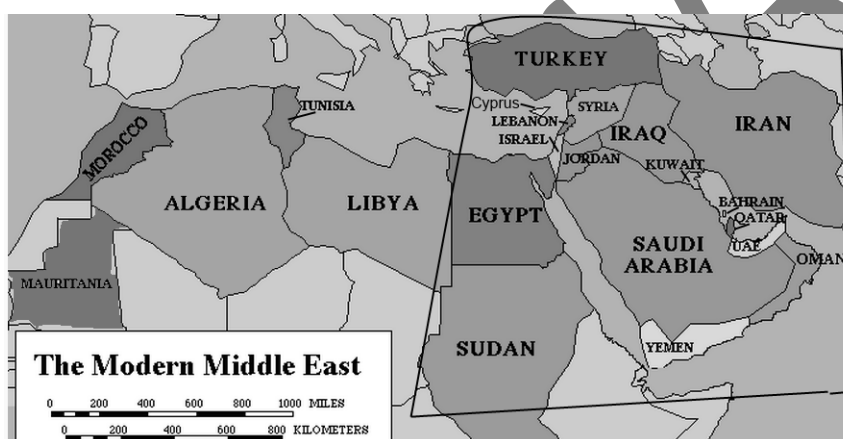 TURKEY
Cyprus
SYRIA
TUNISIA
LEBANON
IRAQ
IRAN
ISRAEL
MOROCCO
JORDAN
KUWAIT
ALGERIA
LIBYA
EGYPT
BAHRAIN
QATAR
SAUDI
ARABIA
UAE
OMAN
MAURITANIA
SUDAN
YEMEN
The Modern Middle East
0 200 400 600 800 1000 MILES
0 200 400 600 800 KILOMETERS